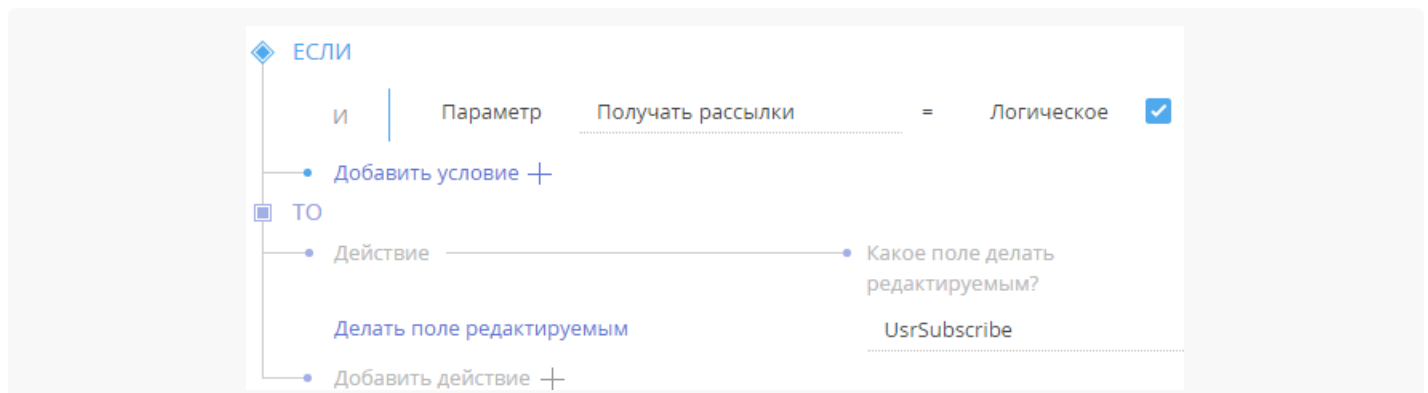 ЕСЛИ
И Параметр Получать рассылки = Логическое
Добавить условие
ТО
Действие Какое поле делать
редактируемым?
Делать поле редактируемым UsrSubscribe
Добавить действие